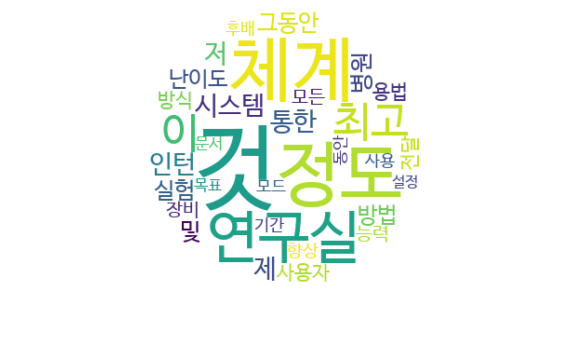 후배 그동안
저 체계 병원
난이도 용법
방식 시스템 모든
이 통한 최고
문서 것 정도 동안 전달
인턴 사용
실험 목표 모드 설정
장비 연구실 방법
및 기간 능력
향상
제 사용자